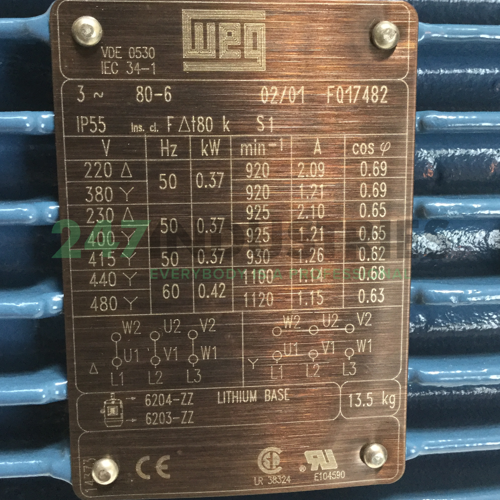 WEG
VDE 0530
IEC 34-1
3 ~ 80-6 02/01 F017482
IP55 Ins. cl. F Δt80 k S1
V Hz kW min⁻¹ A cos φ
220 Δ 50 0.37 920 2.09 0.69
380 Y 920 1.21 0.69
230 Δ 50 0.37 925 2.10 0.65
400 Y 925 1.21 0.65
415 Y 50 0.37 930 1.26 0.62
440 Y 60 0.42 1100 1.14 0.68
480 Y 1120 1.15 0.63
247
EVERYBODY
W2 U2 V2 W2 U2 V2
U1 V1 W1 U1 V1 W1
Δ L1 L2 L3 Y L1 L2 L3
6204-ZZ LITHIUM BASE 13.5 kg
6203-ZZ
CE
LR 38324 E104590